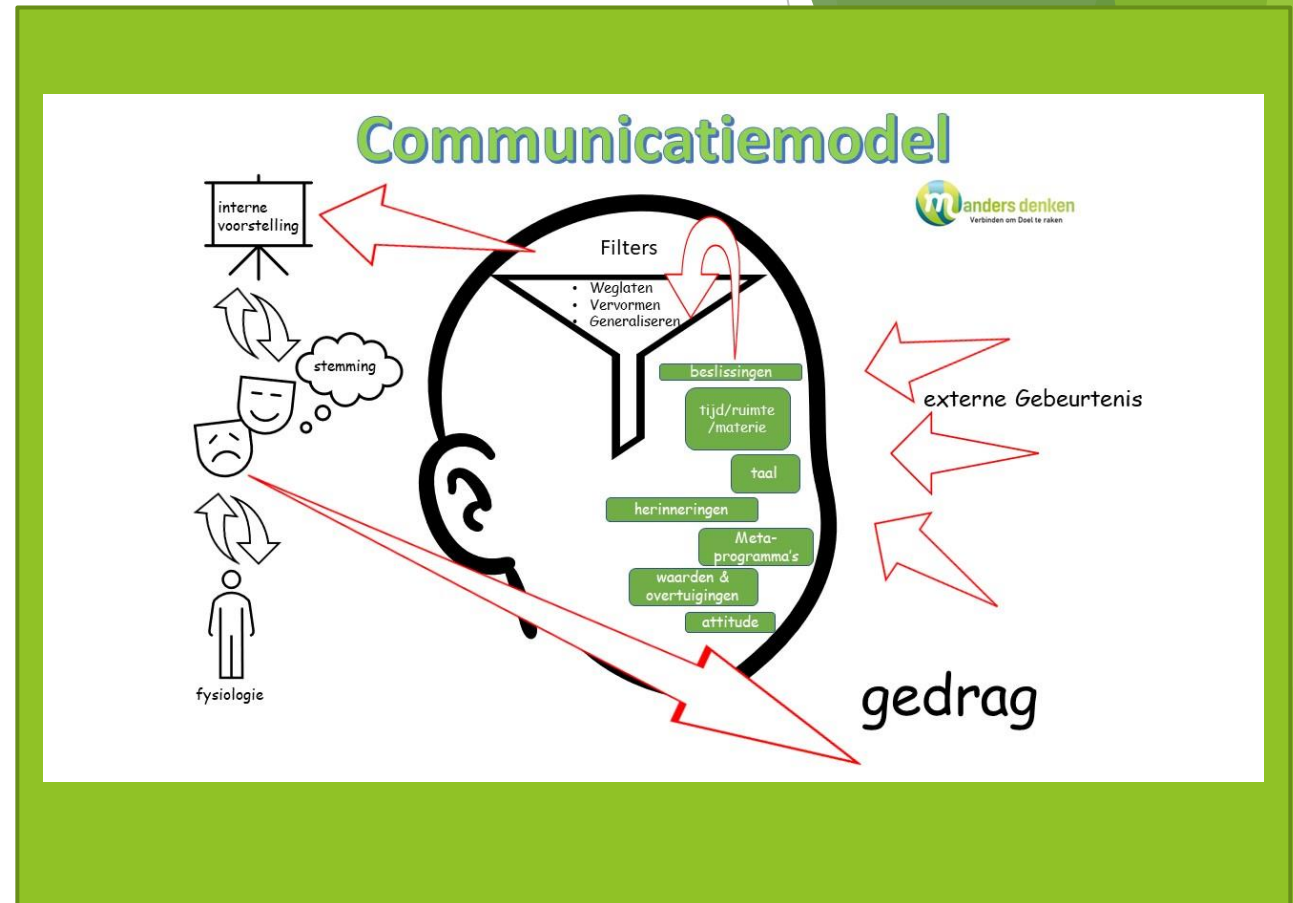 Communicatiemodel
anders denken
Verbinden om Doel te raken
interne
voorstelling
Filters
• Weglaten
• Vervormen
• Generaliseren
stemming
beslissingen
tijd/ruimte
/materie
taal
herinneringen
Meta-
programma's
waarden &
overtuigingen
attitude
externe Gebeurtenis
fysiologie
gedrag